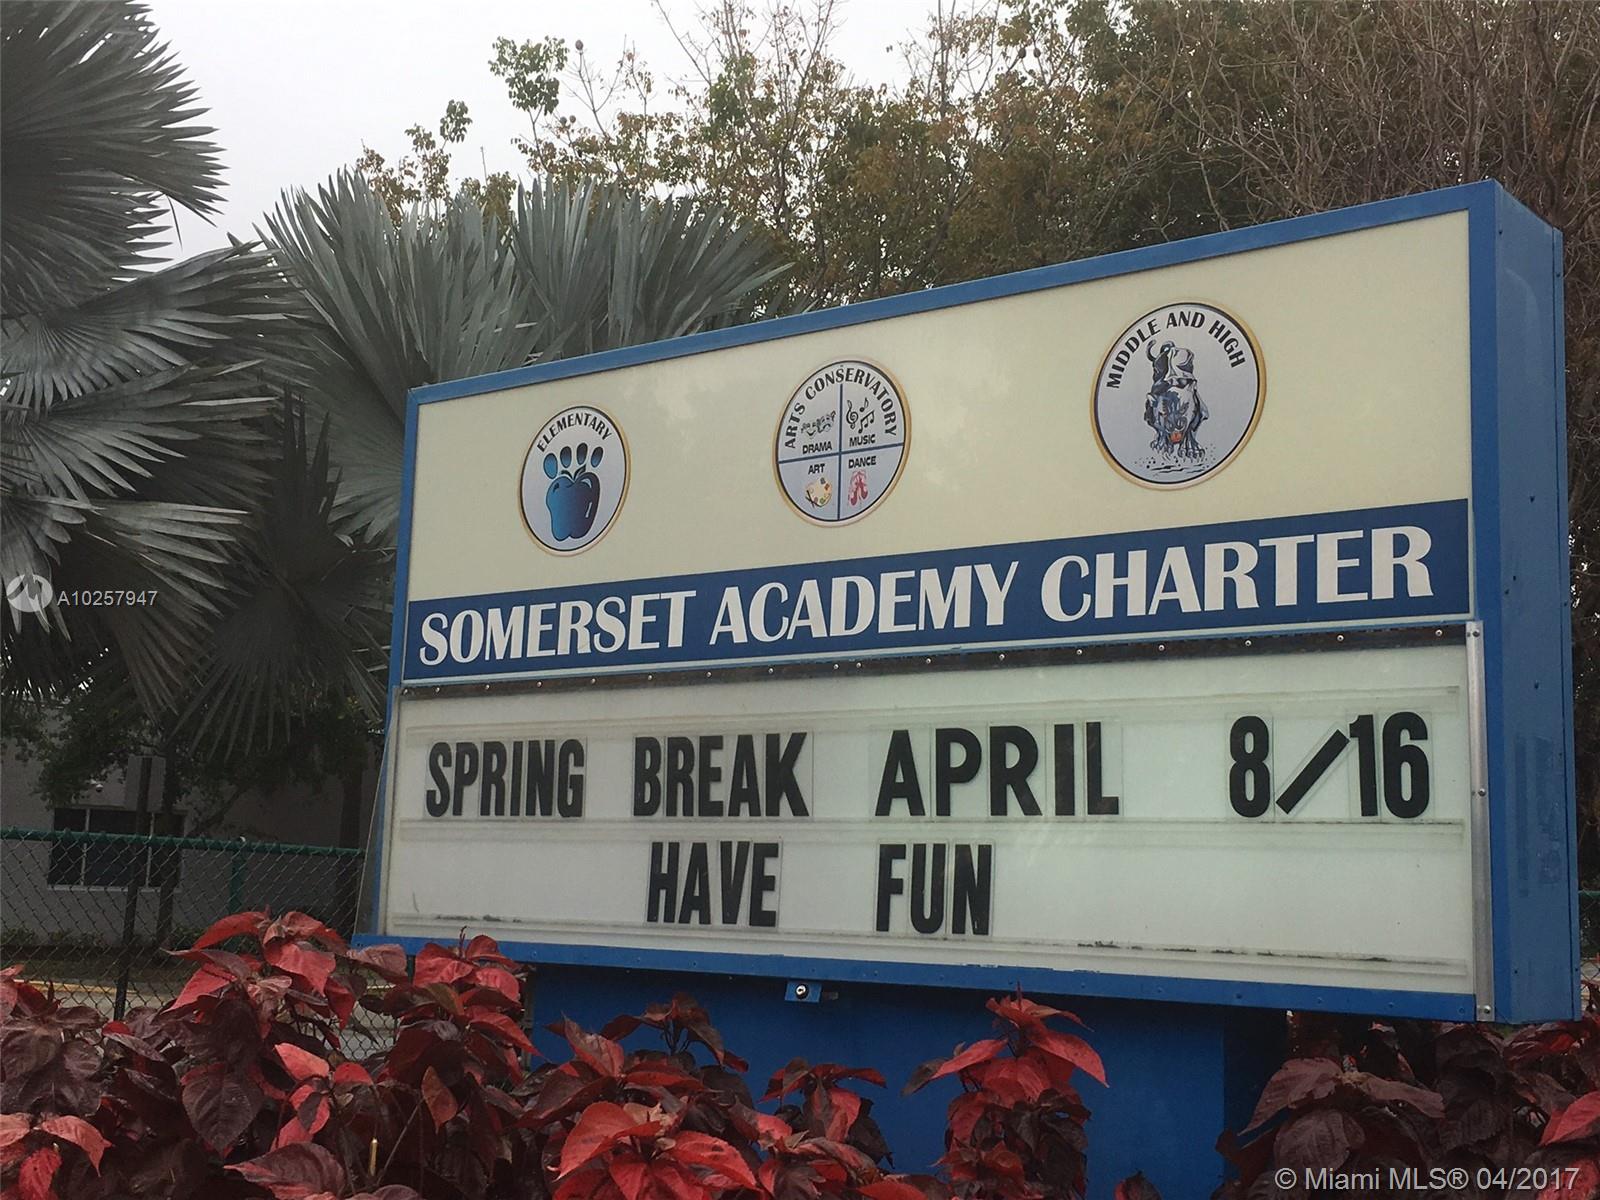 ELEMENTARY
ARTS CONSERVATORY
DRAMA
MUSIC
ART
DANCE
MIDDLE AND HIGH
SOMERSET ACADEMY CHARTER
SPRING BREAK APRIL 8/16
HAVE FUN
A10257947
© Miami MLS® 04/2017